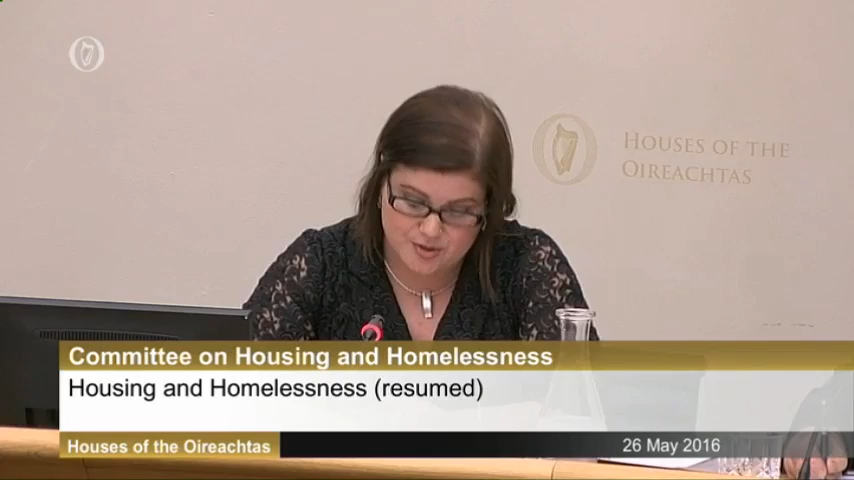 HOUSES OF THE
OIREACHTAS
Committee on Housing and Homelessness
Housing and Homelessness (resumed)
Houses of the Oireachtas
26 May 2016